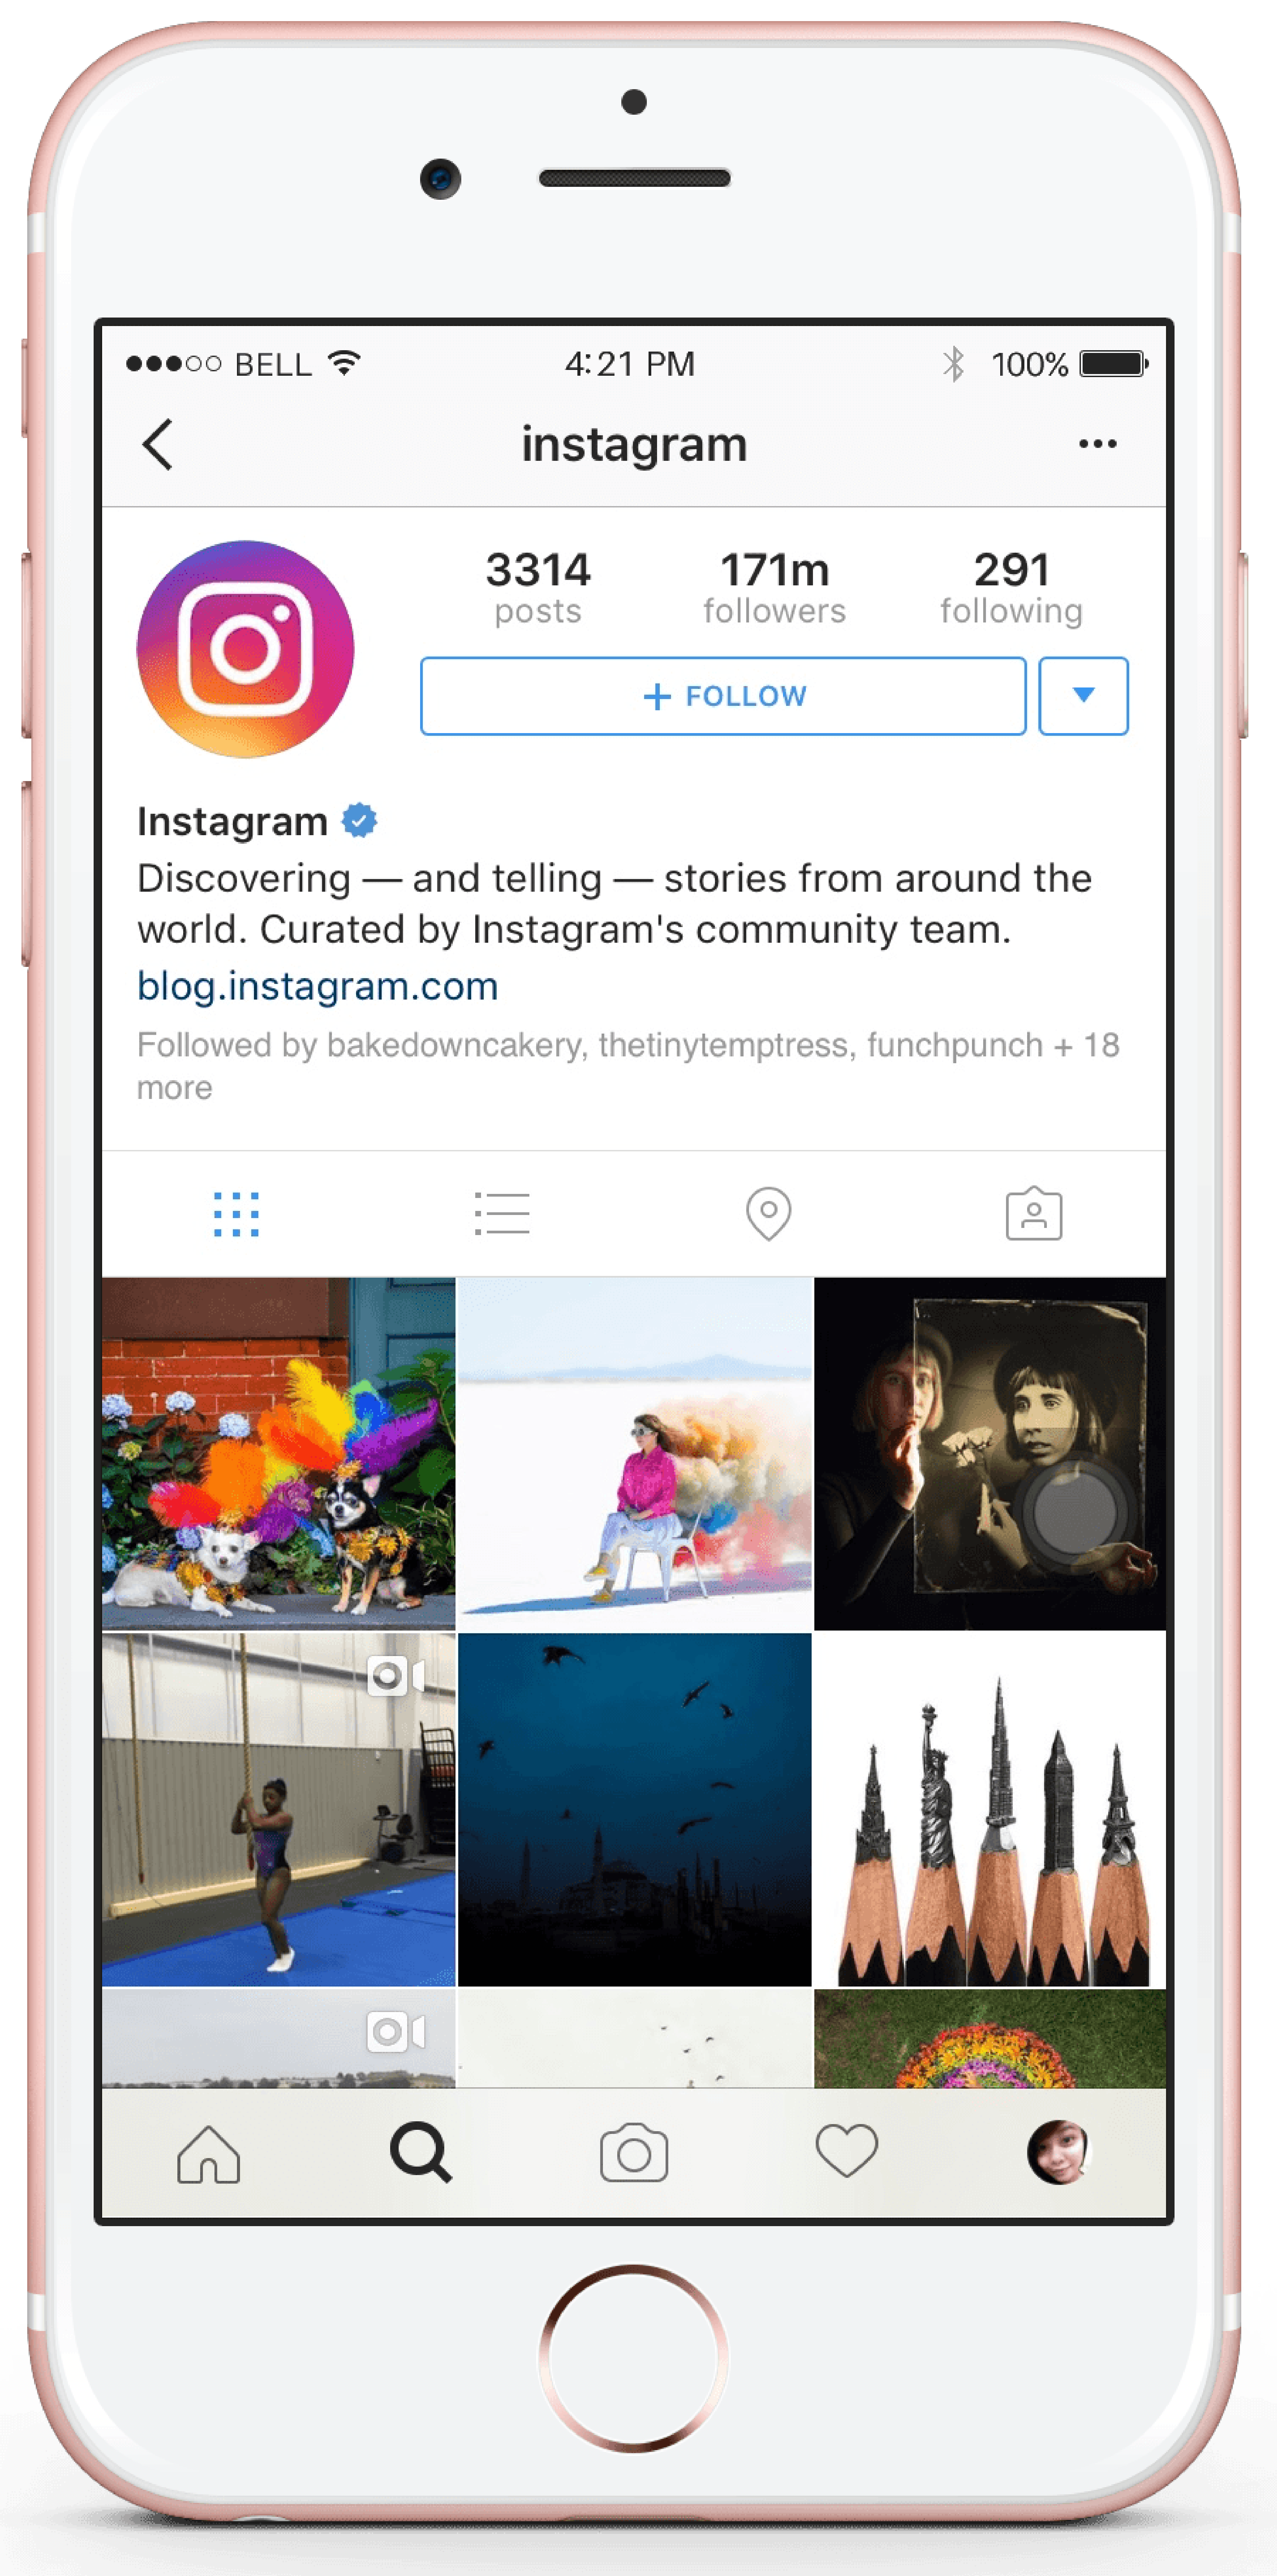 BELL 4:21 PM 100%
instagram
3314 171m 291
posts followers following
+ FOLLOW
Instagram
Discovering — and telling — stories from around the
world. Curated by Instagram's community team.
blog.instagram.com
Followed by bakedowncakery, thetinytemptress, funchpunch + 18
more